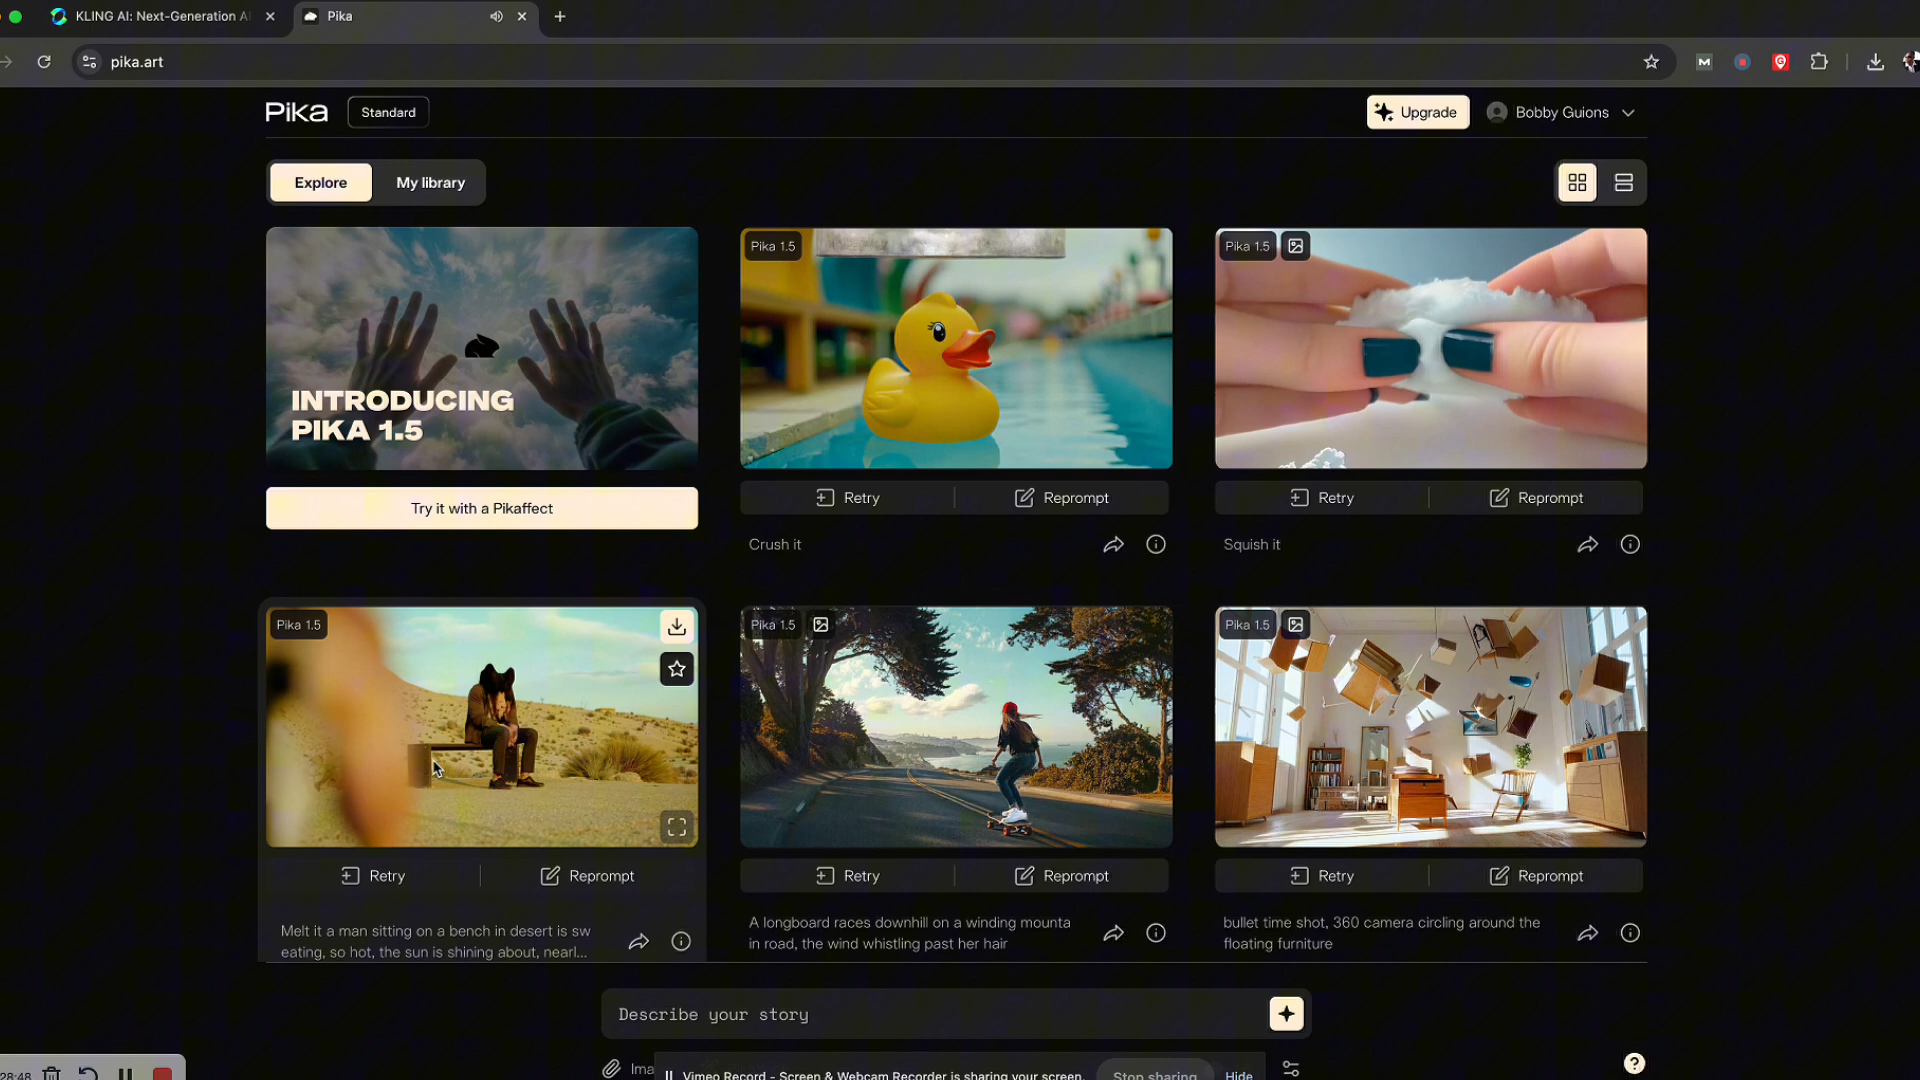 KLING AI: Next-Generation AI
Pika
pika.art
Pika
Standard
Upgrade
Bobby Guions
Explore
My library
INTRODUCING
PIKA 1.5
Try it with a Pikaffect
Pika 1.5
Retry
Reprompt
Crush it
Pika 1.5
Retry
Reprompt
Squish it
Pika 1.5
Retry
Reprompt
Melt it a man sitting on a bench in desert is sw
eating, so hot, the sun is shining about, nearl...
Pika 1.5
Retry
Reprompt
A longboard races downhill on a winding mounta
in road, the wind whistling past her hair
Pika 1.5
Retry
Reprompt
bullet time shot, 360 camera circling around the
floating furniture
Describe your story
Ima
Vimeo Record - Screen & Webcam Recorder is sharing your screen.
Stop sharing
Hide
28:48
?